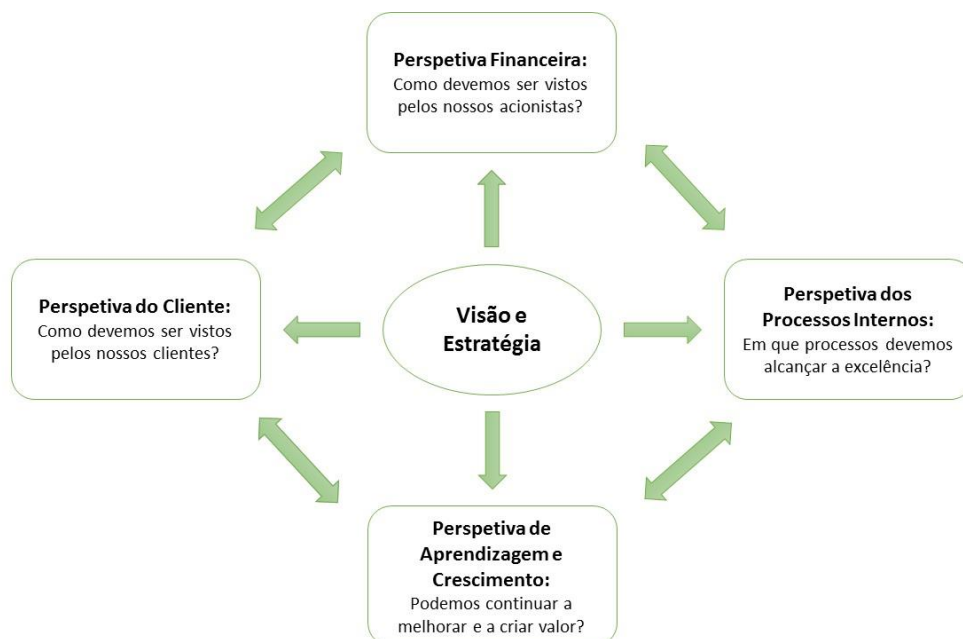 Perspetiva Financeira:
Como devemos ser vistos
pelos nossos acionistas?
Perspetiva do Cliente:
Como devemos ser vistos
pelos nossos clientes?
Visão e
Estratégia
Perspetiva dos
Processos Internos:
Em que processos devemos
alcançar a excelência?
Perspetiva de
Aprendizagem e
Crescimento:
Podemos continuar a
melhorar e a criar valor?